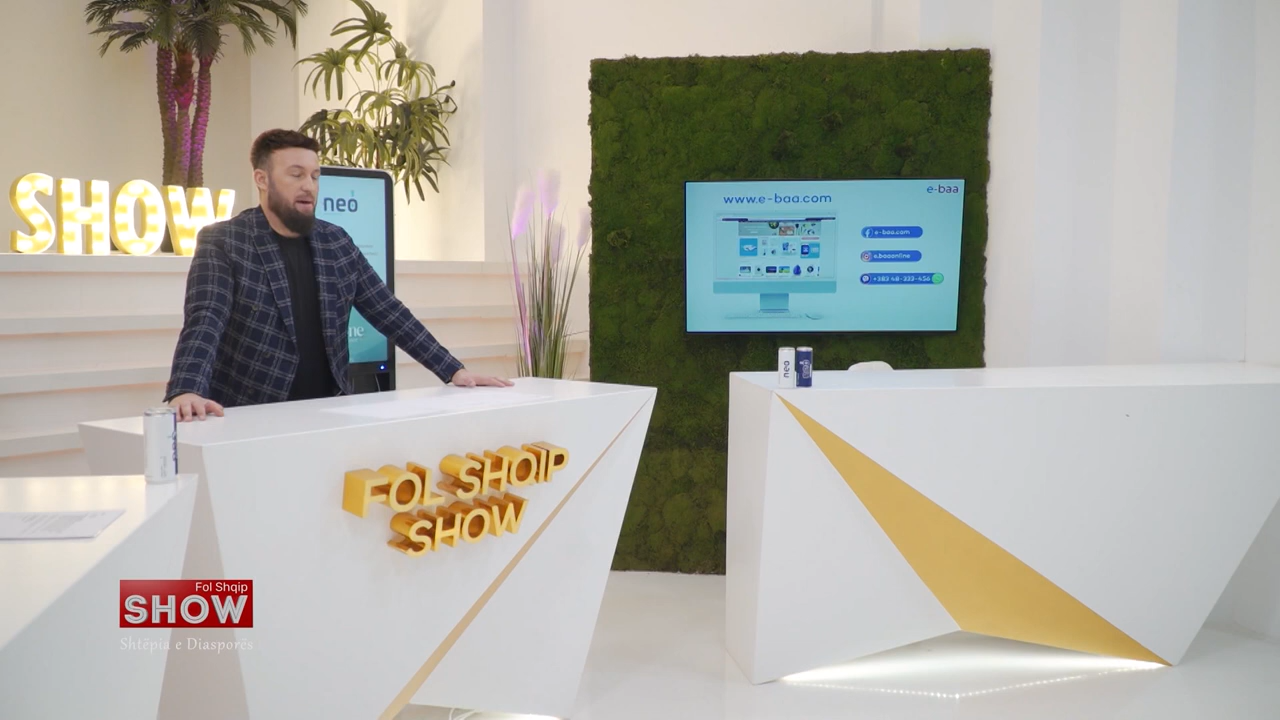 SHOW
neo
ne
www.e-baa.com
e-baa
e-baa.com
e.baaonline
+383 48-333-456
neo
FOL SHQIP
SHOW
Fol Shqip
SHOW
Shtëpia e Diasporës